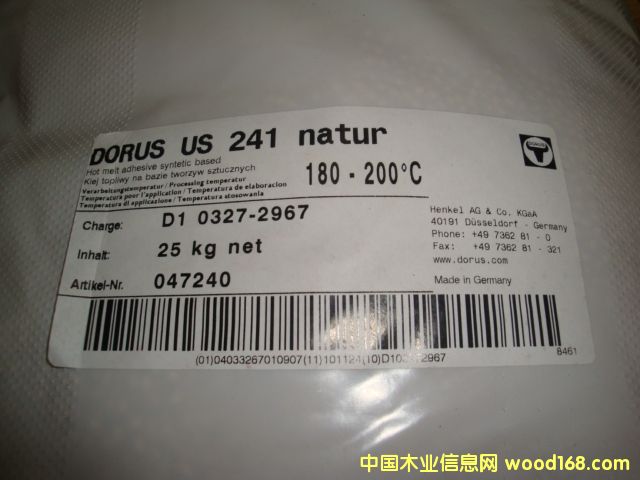 DORUS US 241 natur
DORUS
Hot melt adhesive syntetic based
Klej topliwy na bazie tworzyw sztucznych
Verarbeitungstemperatur / Processing temperatur
Temperatura pour l'application / Temperatura de elaboracion
Temperatura di applicazione / Temperatura stosowania
180 - 200°C
Charge: D1 0327-2967
Inhalt: 25 kg net
Artikel-Nr. 047240
Henkel AG & Co. KGaA
40191 Düsseldorf - Germany
Phone: +49 7362 81 - 0
Fax: +49 7362 81 - 321
www.dorus.com
Made in Germany
8461
中国木业信息网 wood168.com